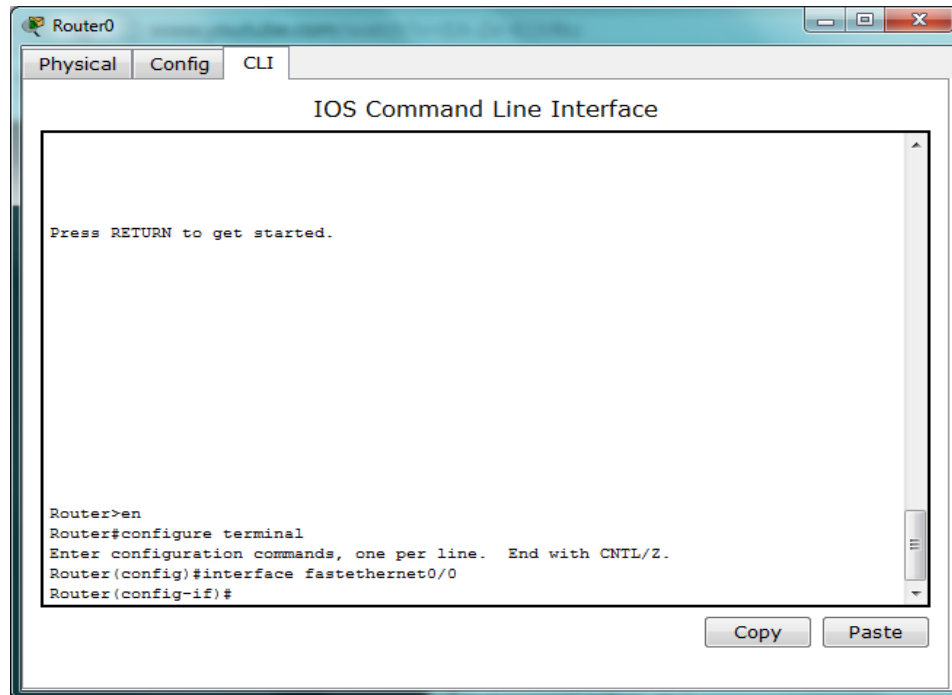 Router0
Physical Config CLI
IOS Command Line Interface
Press RETURN to get started.
Router>en
Router#configure terminal
Enter configuration commands, one per line.  End with CNTL/Z.
Router(config)#interface fastethernet0/0
Router(config-if)#
Copy Paste